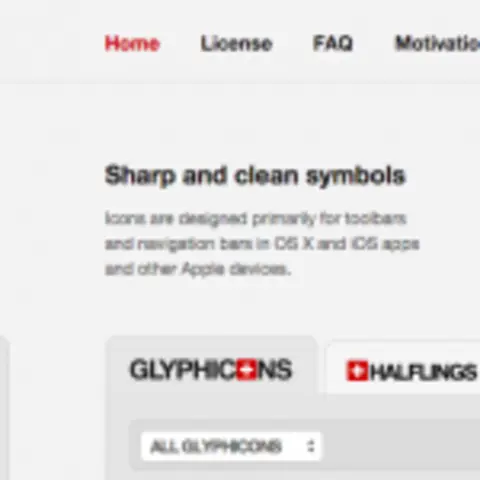 Home License FAQ Motivatio
Sharp and clean symbols
Icons are designed primarily for toolbars
and navigation bars in OS X and iOS apps
and other Apple devices.
GLYPHICONS HALFLINGS
ALL GLYPHICONS